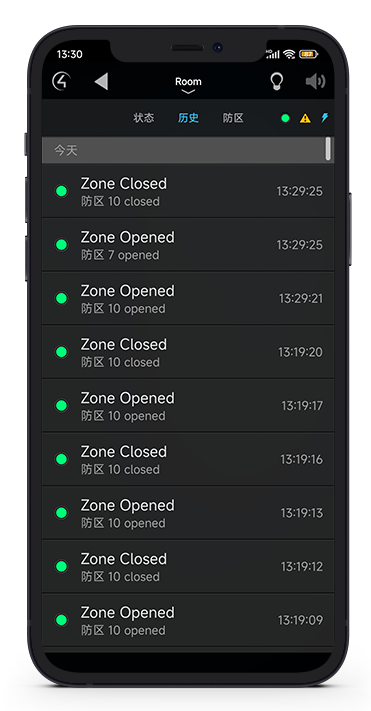 13:30
Room
状态 历史 防区
今天
Zone Closed
防区 10 closed
13:29:25
Zone Opened
防区 7 opened
13:29:25
Zone Opened
防区 10 opened
13:29:21
Zone Closed
防区 10 closed
13:19:20
Zone Opened
防区 10 opened
13:19:17
Zone Closed
防区 10 closed
13:19:16
Zone Opened
防区 10 opened
13:19:13
Zone Closed
防区 10 closed
13:19:12
Zone Opened
防区 10 opened
13:19:09